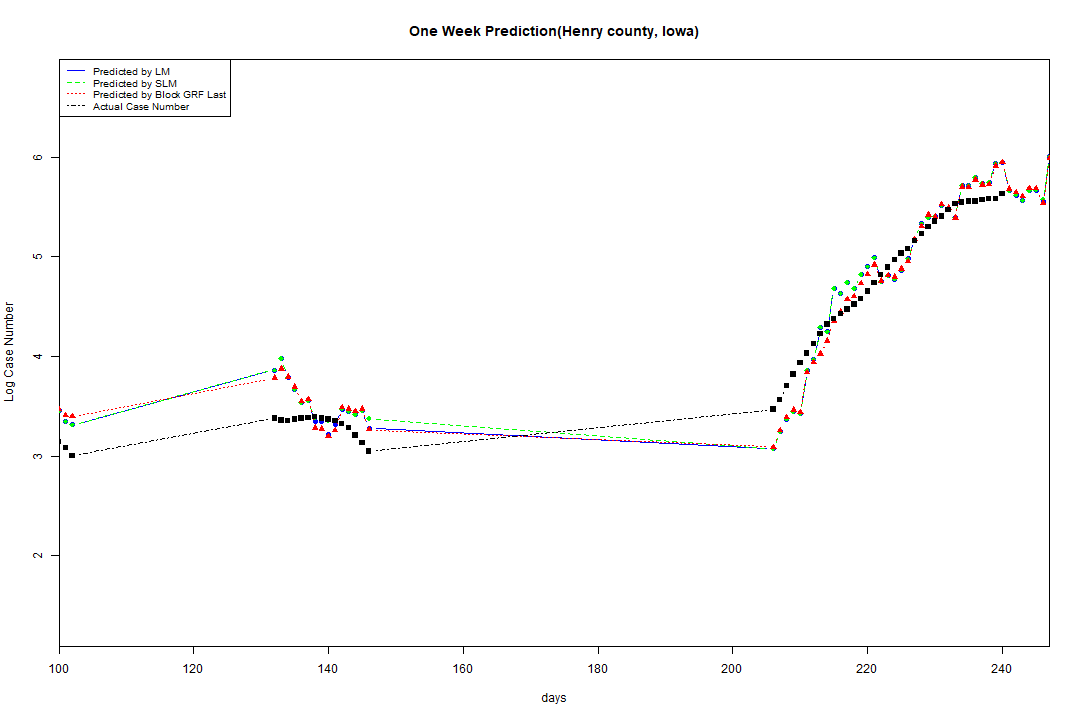 One Week Prediction(Henry county, Iowa)
Predicted by LM
Predicted by SLM
Predicted by Block GRF Last
Actual Case Number
6
5
4
3
2
Log Case Number
100 120 140 160 180 200 220 240
days